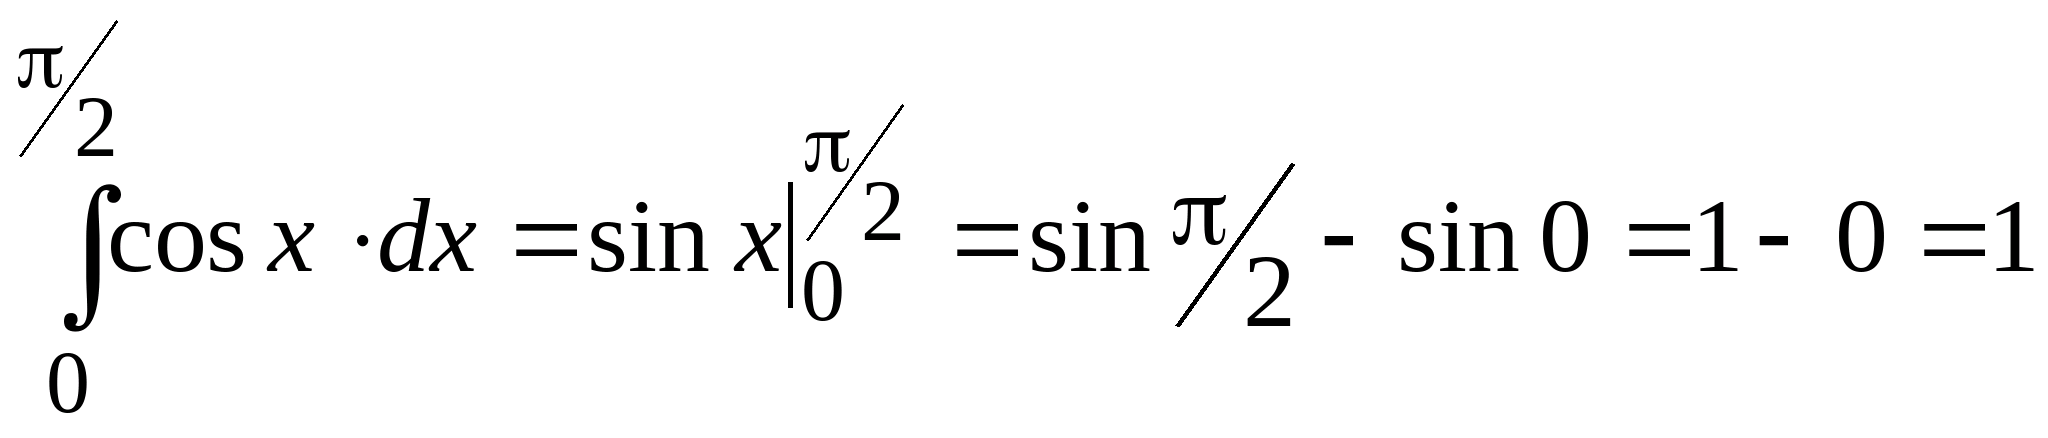 ∫₀^{π/2} cos x · dx = sin x |₀^{π/2} = sin π/2 - sin 0 = 1 - 0 = 1